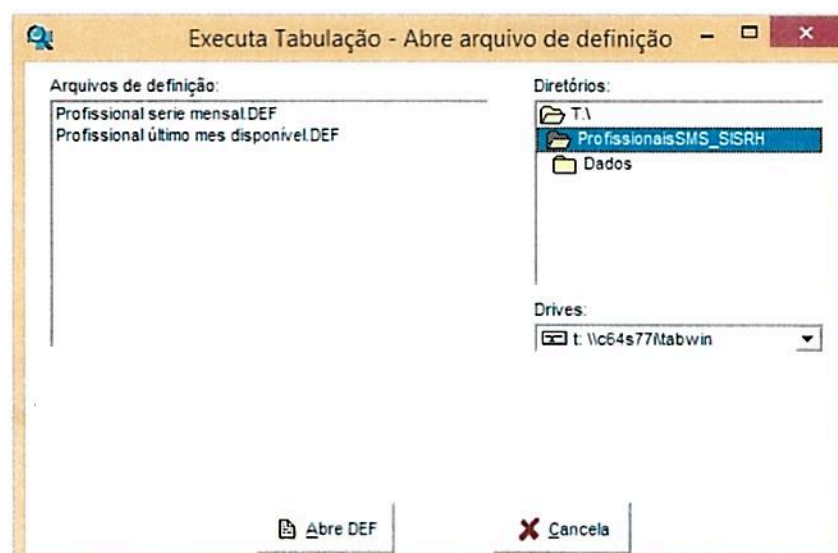 Executa Tabulação - Abre arquivo de definição
Arquivos de definição:
Profissional serie mensal.DEF
Profissional último mes disponível.DEF
Diretórios:
T:\
ProfissionaisSMS_SISRH
Dados
Drives:
t: \\c64s77i\tabwin
Abre DEF
Cancela